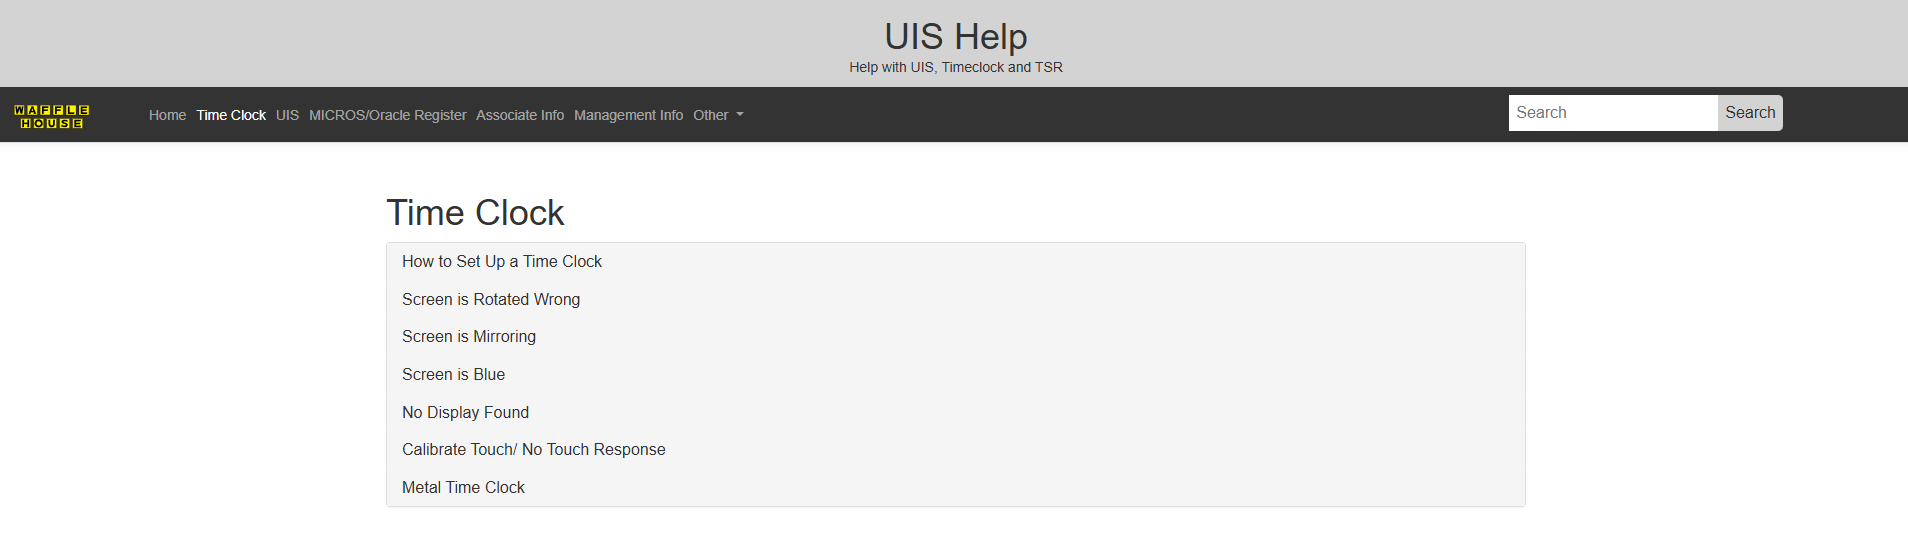 UIS Help
Help with UIS, Timeclock and TSR
WAFFLE
HOUSE
Home Time Clock UIS MICROS/Oracle Register Associate Info Management Info Other
Search Search
Time Clock
How to Set Up a Time Clock
Screen is Rotated Wrong
Screen is Mirroring
Screen is Blue
No Display Found
Calibrate Touch/ No Touch Response
Metal Time Clock